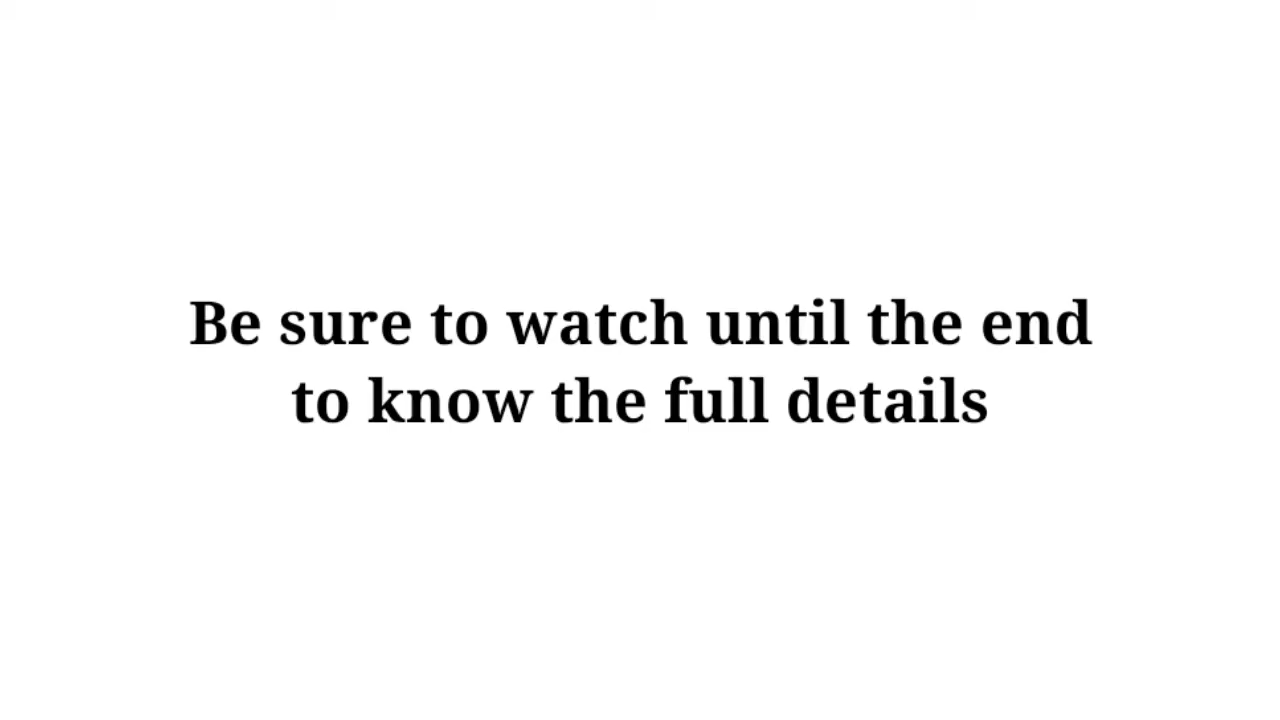 Be sure to watch until the end
to know the full details